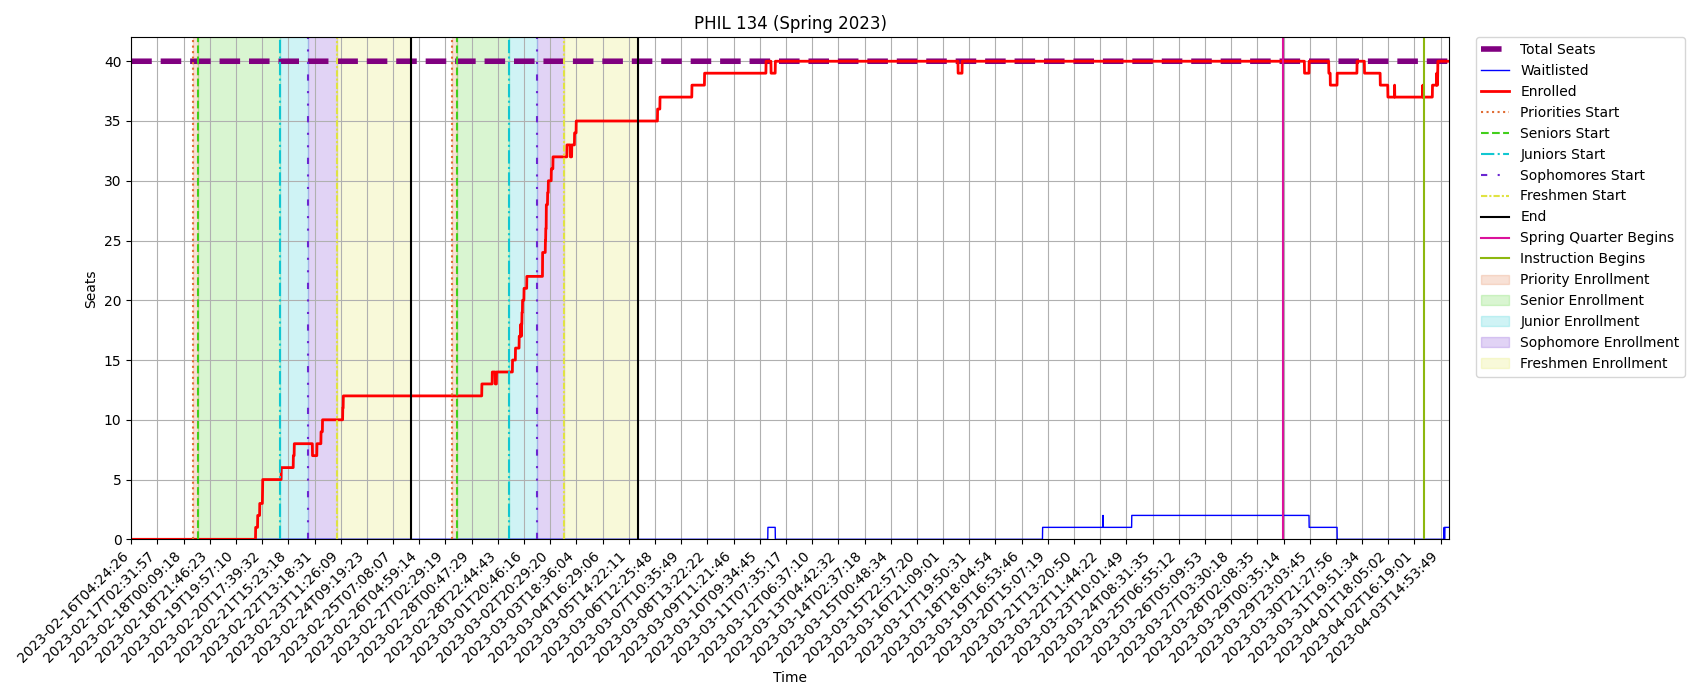 PHIL 134 (Spring 2023)
Seats
40
35
30
25
20
15
10
5
0
2023-02-16T04:24:26
2023-02-17T02:31:57
2023-02-18T00:09:18
2023-02-18T21:46:23
2023-02-19T19:57:10
2023-02-20T17:39:32
2023-02-21T15:23:18
2023-02-22T13:18:31
2023-02-23T11:26:09
2023-02-24T09:19:23
2023-02-25T07:08:07
2023-02-26T04:59:14
2023-02-27T02:29:19
2023-02-28T00:47:29
2023-02-28T22:44:43
2023-03-01T20:46:16
2023-03-02T20:29:20
2023-03-03T18:36:04
2023-03-04T16:29:06
2023-03-05T14:22:11
2023-03-06T12:25:48
2023-03-07T10:35:49
2023-03-08T13:22:22
2023-03-09T11:21:46
2023-03-10T09:34:45
2023-03-11T07:35:17
2023-03-12T06:37:10
2023-03-13T04:42:32
2023-03-14T02:37:18
2023-03-15T00:48:34
2023-03-15T22:57:20
2023-03-16T21:09:01
2023-03-17T19:50:31
2023-03-18T18:04:54
2023-03-19T16:53:46
2023-03-20T15:07:19
2023-03-21T13:20:50
2023-03-22T11:44:22
2023-03-23T10:01:49
2023-03-24T08:31:35
2023-03-25T06:55:12
2023-03-26T05:09:53
2023-03-27T03:30:18
2023-03-28T02:08:35
2023-03-29T00:35:14
2023-03-29T23:03:45
2023-03-30T21:27:56
2023-03-31T19:51:34
2023-04-01T18:05:02
2023-04-02T16:19:01
2023-04-03T14:53:49
Time
Total Seats
Waitlisted
Enrolled
Priorities Start
Seniors Start
Juniors Start
Sophomores Start
Freshmen Start
End
Spring Quarter Begins
Instruction Begins
Priority Enrollment
Senior Enrollment
Junior Enrollment
Sophomore Enrollment
Freshmen Enrollment